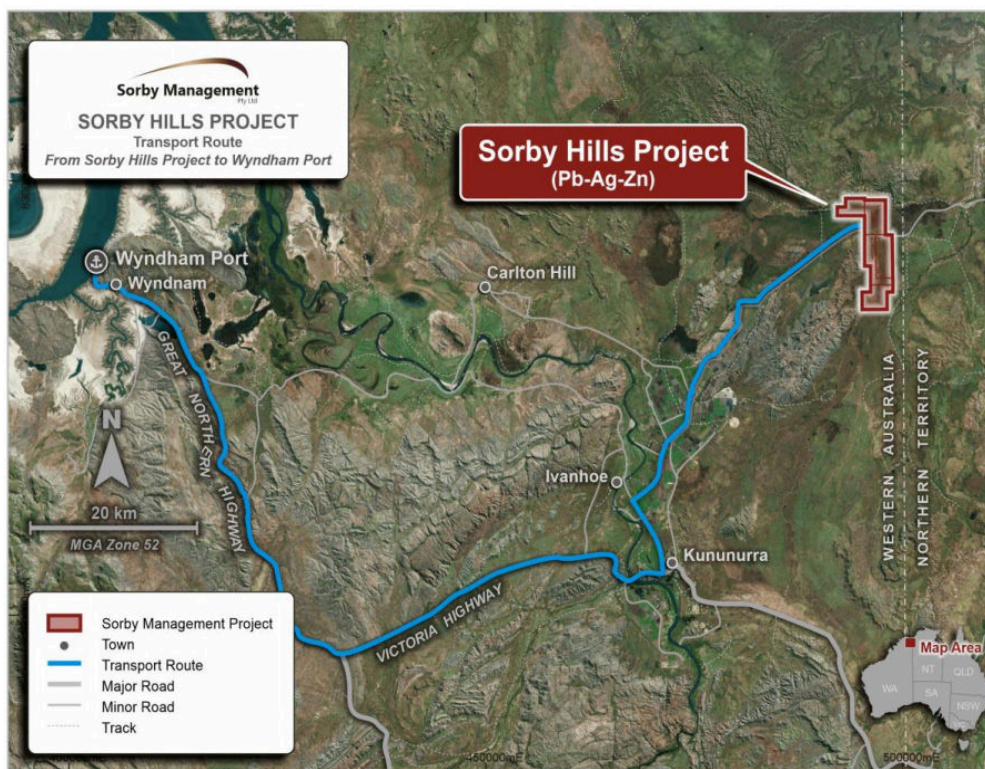 Sorby Management
Pty Ltd
SORBY HILLS PROJECT
Transport Route
From Sorby Hills Project to Wyndham Port
Sorby Hills Project
(Pb-Ag-Zn)
Wyndham Port
Wyndnam
Carlton Hill
GREAT NORTHERN HIGHWAY
N
20 km
MGA Zone 52
Ivanhoe
Kununurra
VICTORIA HIGHWAY
WESTERN AUSTRALIA
NORTHERN TERRITORY
Sorby Management Project
Town
Transport Route
Major Road
Minor Road
Track
Map Area
WA
NT
QLD
SA
NSW
450000mE
500000mE